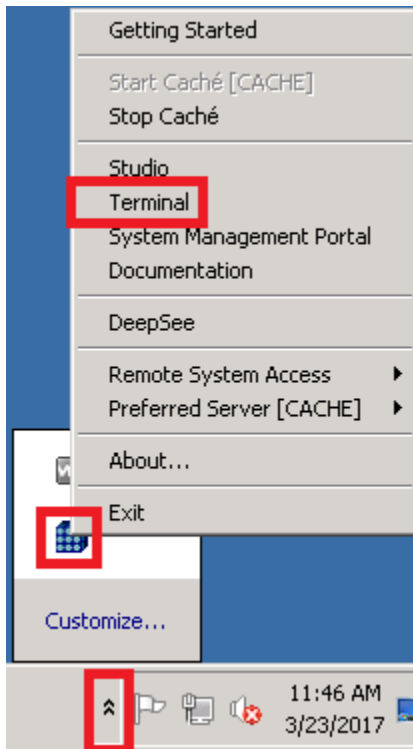 Getting Started
Start Caché [CACHE]
Stop Caché
Studio
Terminal
System Management Portal
Documentation
DeepSee
Remote System Access
Preferred Server [CACHE]
About...
Exit
Customize...
11:46 AM
3/23/2017